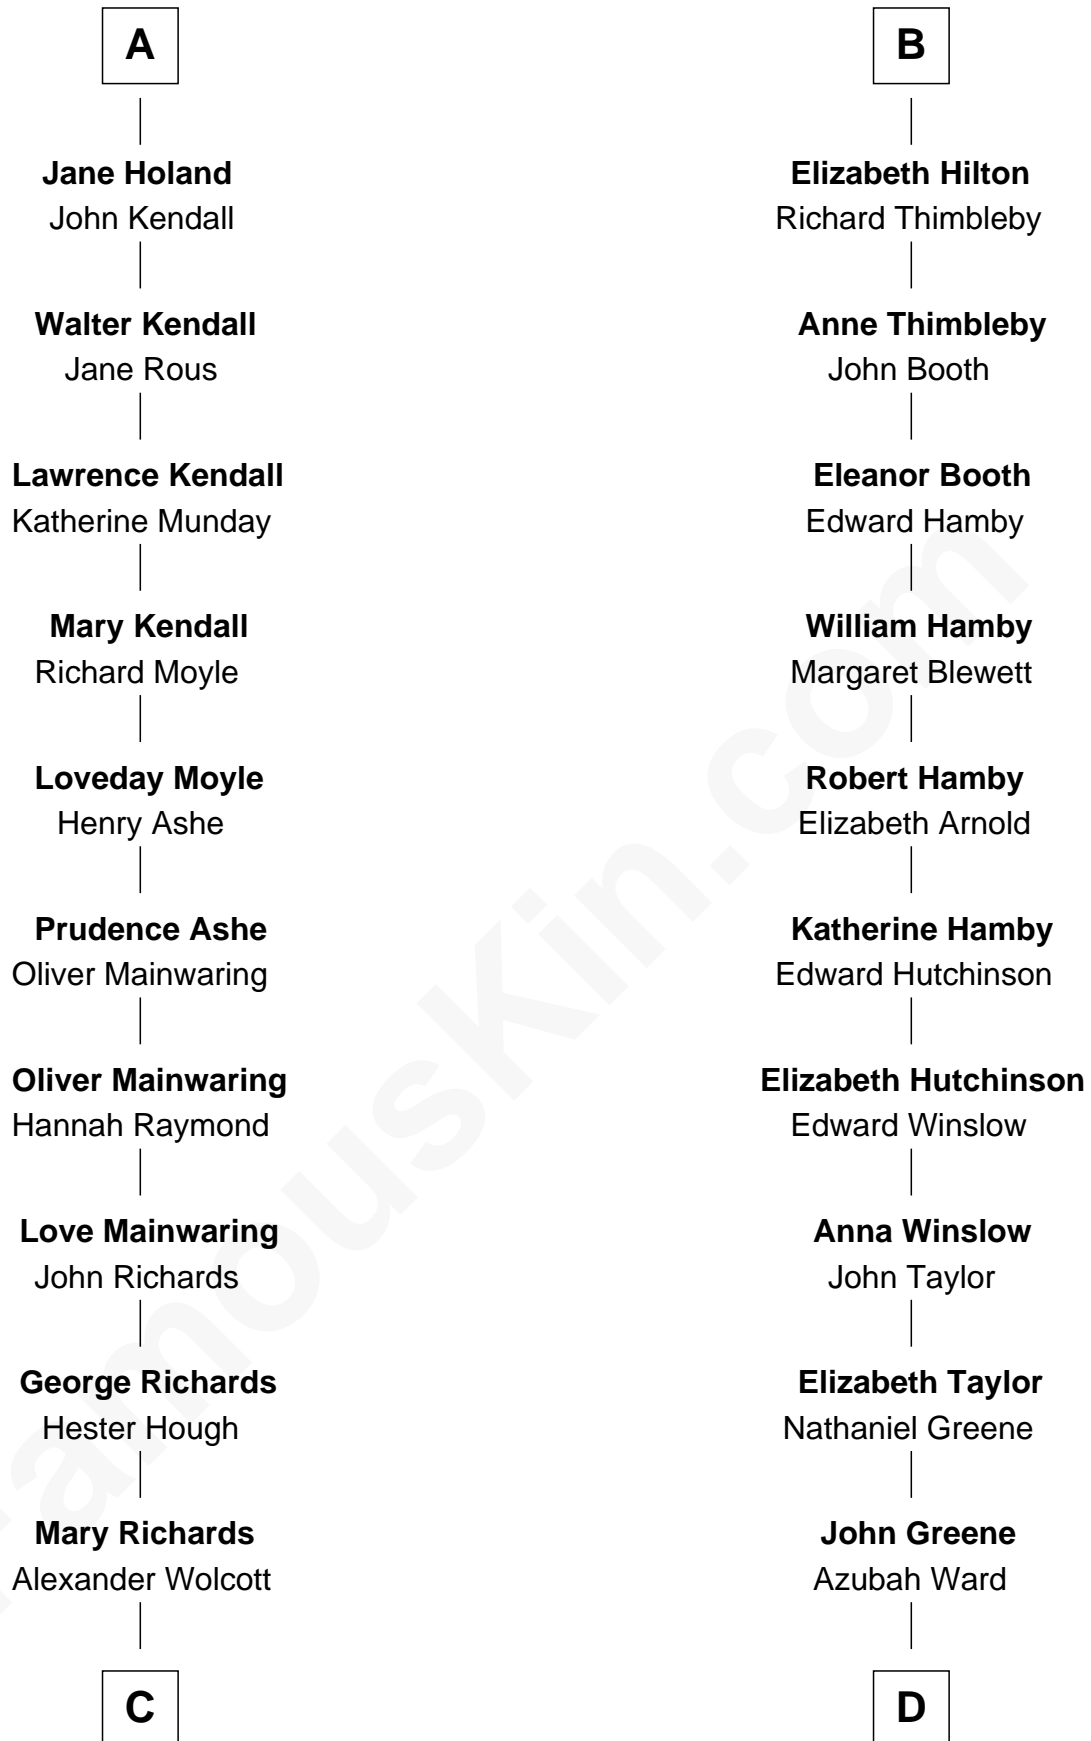 A
Jane Holand
John Kendall
Walter Kendall
Jane Rous
Lawrence Kendall
Katherine Munday
Mary Kendall
Richard Moyle
Loveday Moyle
Henry Ashe
Prudence Ashe
Oliver Mainwaring
Oliver Mainwaring
Hannah Raymond
Love Mainwaring
John Richards
George Richards
Hester Hough
Mary Richards
Alexander Wolcott
C
B
Elizabeth Hilton
Richard Thimbleby
Anne Thimbleby
John Booth
Eleanor Booth
Edward Hamby
William Hamby
Margaret Blewett
Robert Hamby
Elizabeth Arnold
Katherine Hamby
Edward Hutchinson
Elizabeth Hutchinson
Edward Winslow
Anna Winslow
John Taylor
Elizabeth Taylor
Nathaniel Greene
John Greene
Azubah Ward
D
FamousKin.com